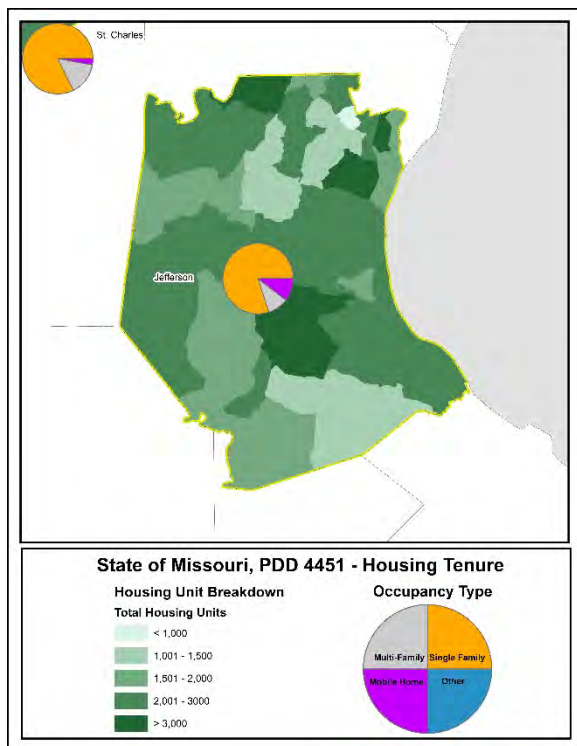 St. Charles
Jefferson
State of Missouri, PDD 4451 - Housing Tenure
Housing Unit Breakdown
Total Housing Units
< 1,000
1,001 - 1,500
1,501 - 2,000
2,001 - 3000
> 3,000
Occupancy Type
Multi-Family
Single Family
Mobile Home
Other